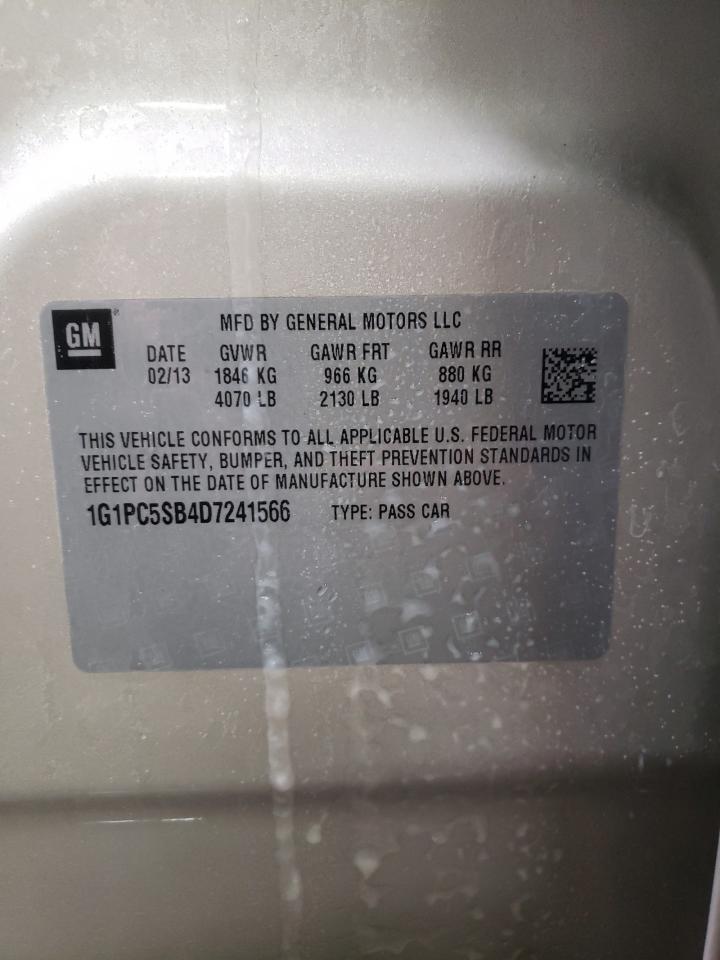 GM
MFD BY GENERAL MOTORS LLC
DATE GVWR GAWR FRT GAWR RR
02/13 1846 KG 966 KG 880 KG
4070 LB 2130 LB 1940 LB
THIS VEHICLE CONFORMS TO ALL APPLICABLE U.S. FEDERAL MOTOR
VEHICLE SAFETY, BUMPER, AND THEFT PREVENTION STANDARDS IN
EFFECT ON THE DATE OF MANUFACTURE SHOWN ABOVE.
1G1PC5SB4D7241566 TYPE: PASS CAR